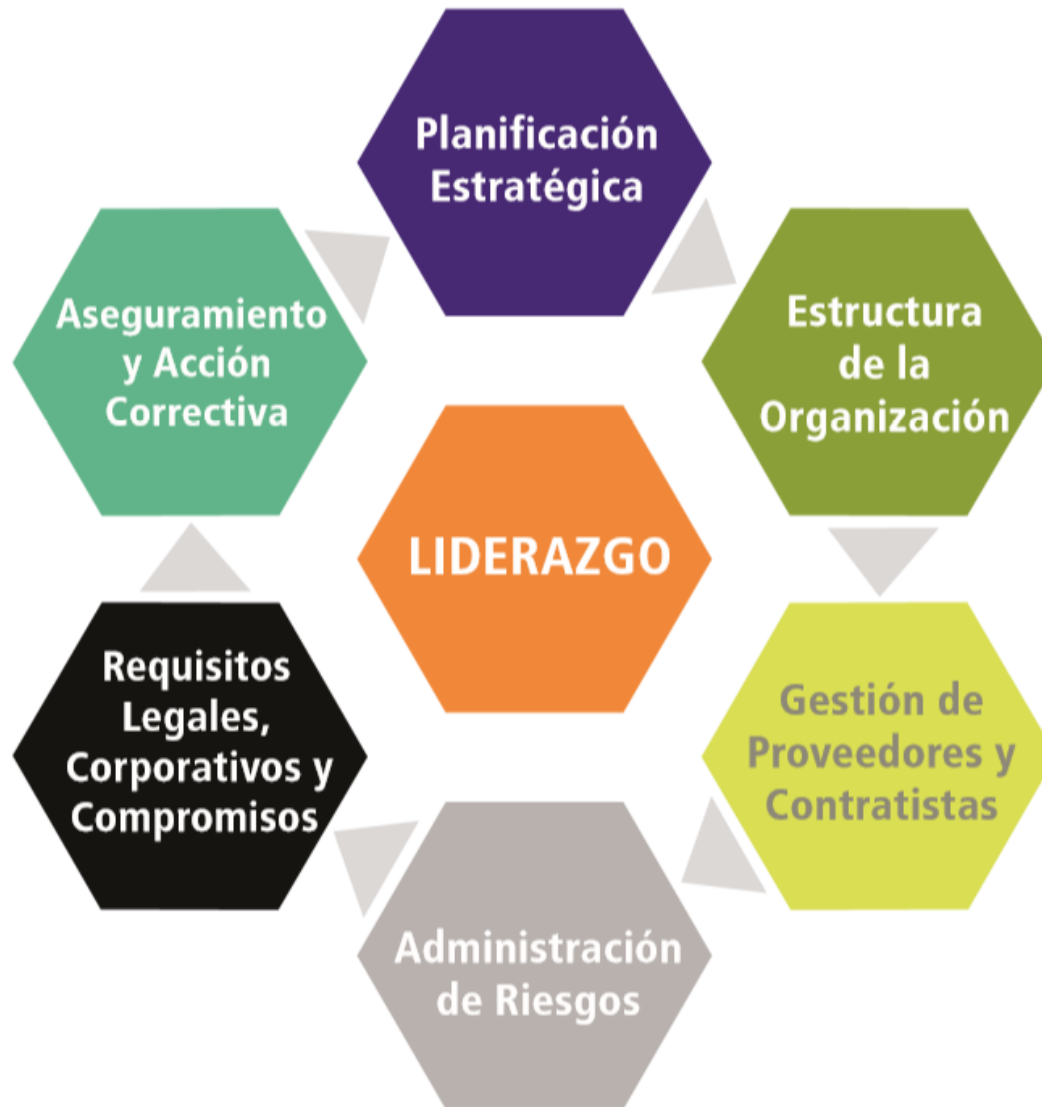 Planificación
Estratégica
Estructura
de la
Organización
Gestión de
Proveedores y
Contratistas
Administración
de Riesgos
Requisitos
Legales,
Corporativos y
Compromisos
Aseguramiento
y Acción
Correctiva
LIDERAZGO